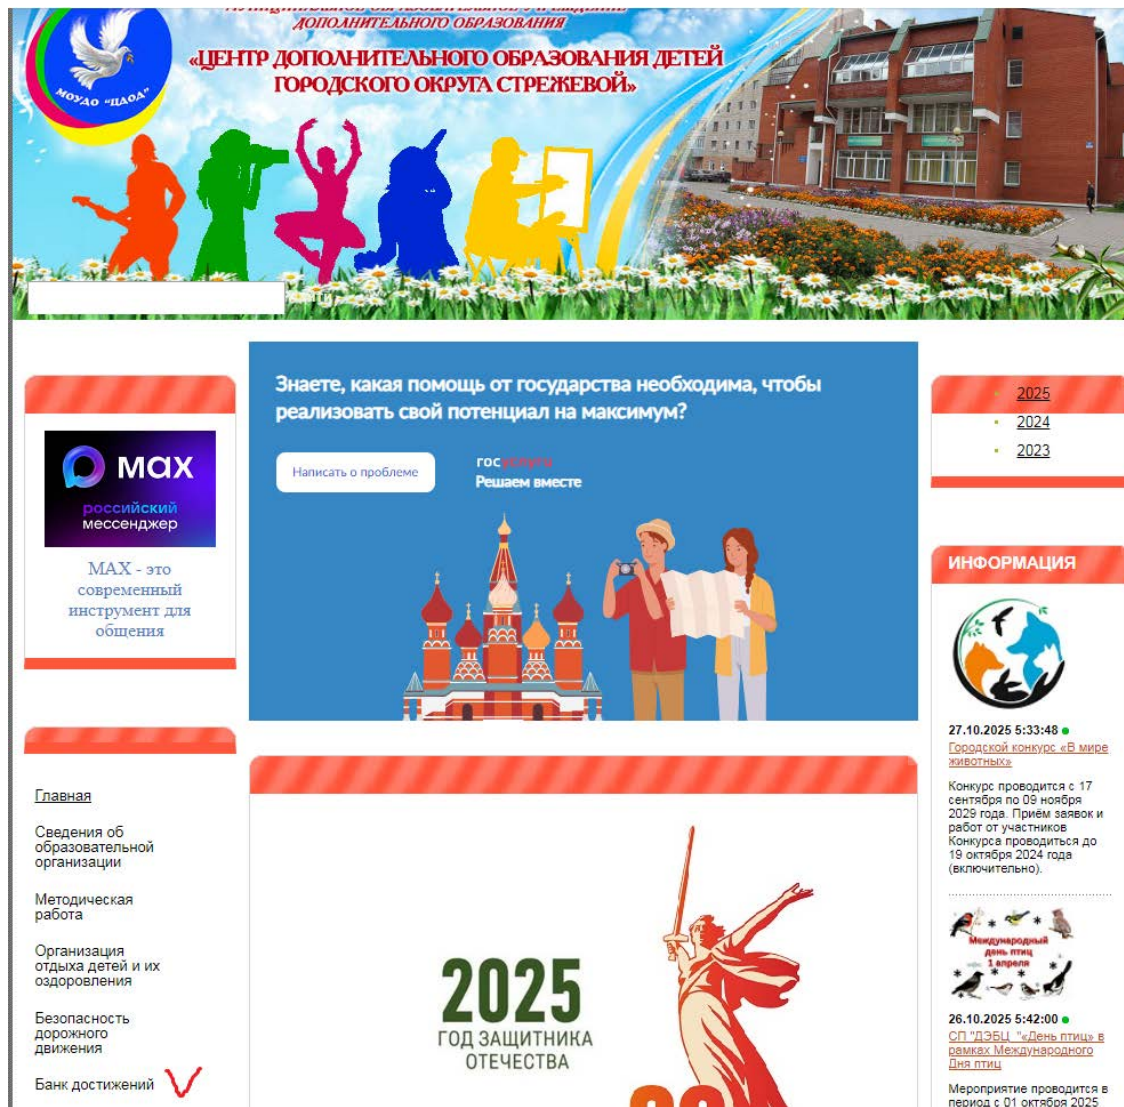 ДОПОЛНИТЕЛЬНОГО ОБРАЗОВАНИЯ
«ЦЕНТР ДОПОЛНИТЕЛЬНОГО ОБРАЗОВАНИЯ ДЕТЕЙ
ГОРОДСКОГО ОКРУГА СТРЕЖЕВОЙ»
МОУДО "ЦДОД"
мах
российский
мессенджер
МАХ - это
современный
инструмент для
общения
Главная
Сведения об
образовательной
организации
Методическая
работа
Организация
отдыха детей и их
оздоровления
Безопасность
дорожного
движения
Банк достижений
Знаете, какая помощь от государства необходима, чтобы
реализовать свой потенциал на максимум?
Написать о проблеме
госуслуги
Решаем вместе
2025
ГОД ЗАЩИТНИКА
ОТЕЧЕСТВА
2025
2024
2023
ИНФОРМАЦИЯ
27.10.2025 5:33:48
Городской конкурс «В мире
животных»
Конкурс проводится с 17
сентября по 09 ноября
2029 года. Приём заявок и
работ от участников
Конкурса проводиться до
19 октября 2024 года
(включительно).
Международный
день птиц
1 апреля
26.10.2025 5:42:00
СП "ДЭБЦ "«День птиц» в
рамках Международного
Дня птиц
Мероприятие проводится в
период с 01 октября 2025